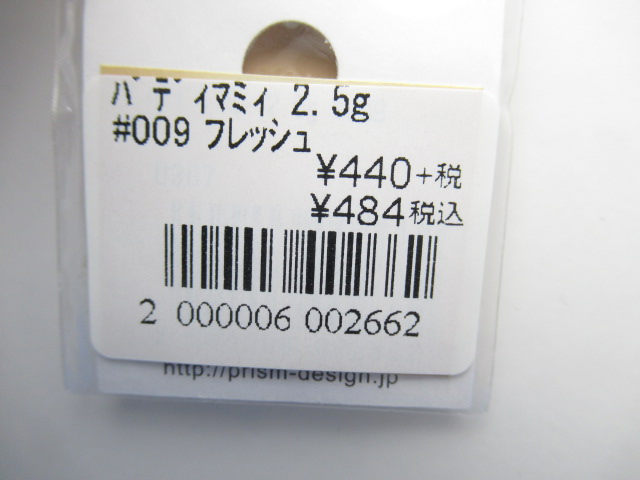 ﾊﾞﾃﾞｨﾏﾐｨ 2.5g
#009 ﾌﾚｯｼｭ
¥440+税
¥484税込
2 000006 002662
http://prism-design.jp